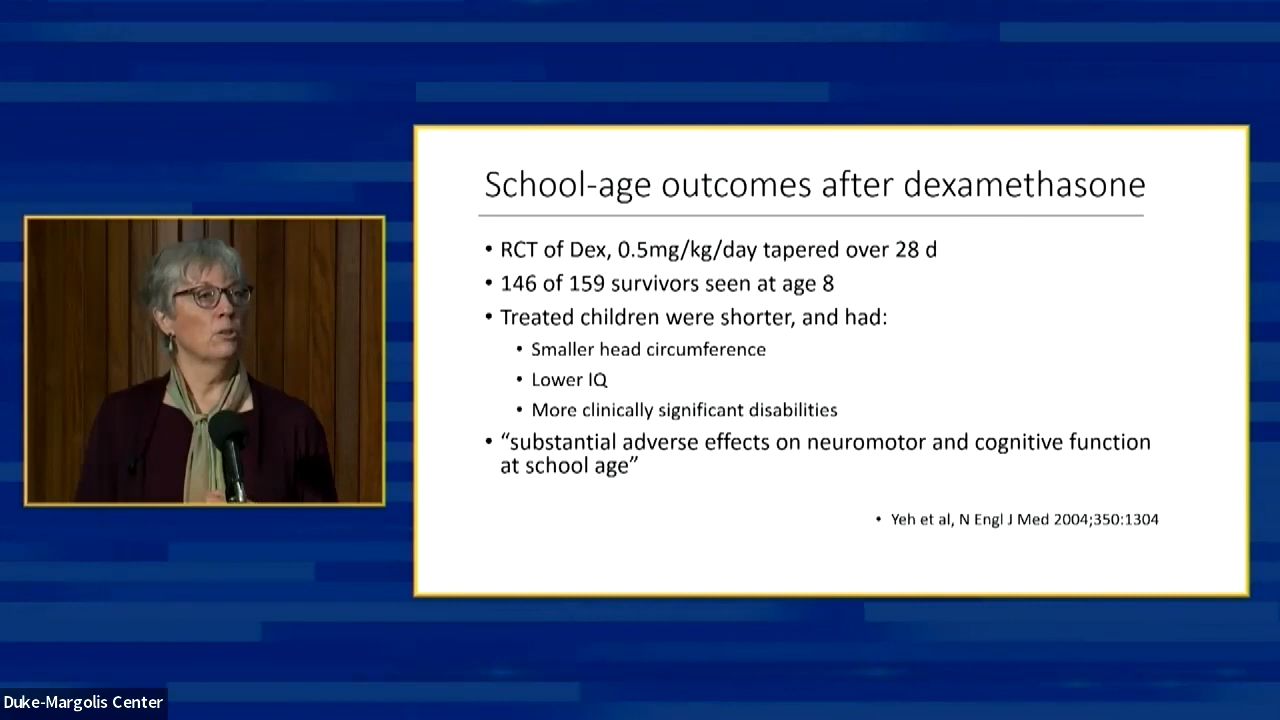 School-age outcomes after dexamethasone
• RCT of Dex, 0.5mg/kg/day tapered over 28 d
• 146 of 159 survivors seen at age 8
• Treated children were shorter, and had:
• Smaller head circumference
• Lower IQ
• More clinically significant disabilities
• “substantial adverse effects on neuromotor and cognitive function
at school age”
• Yeh et al, N Engl J Med 2004;350:1304
Duke-Margolis Center